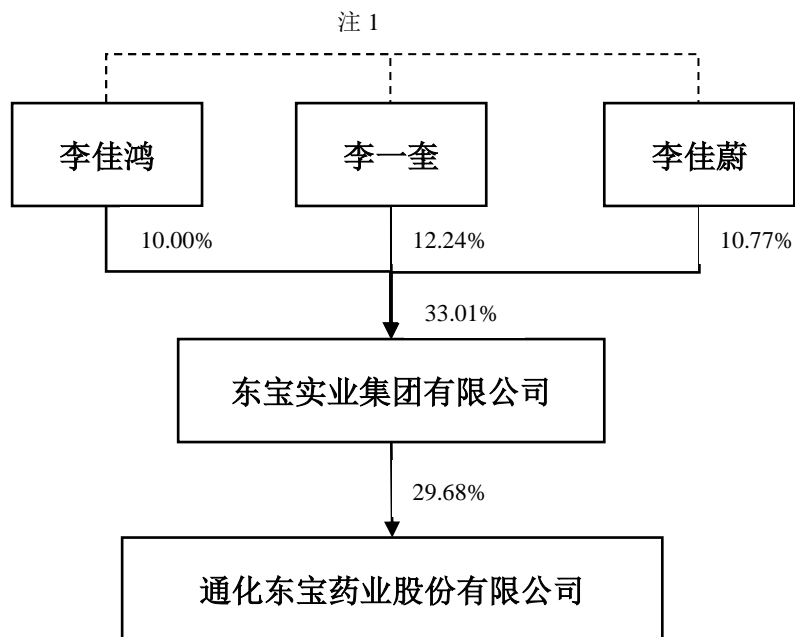 注 1
李佳鸿
李一奎
李佳蔚
10.00%
12.24%
10.77%
33.01%
东宝实业集团有限公司
29.68%
通化东宝药业股份有限公司